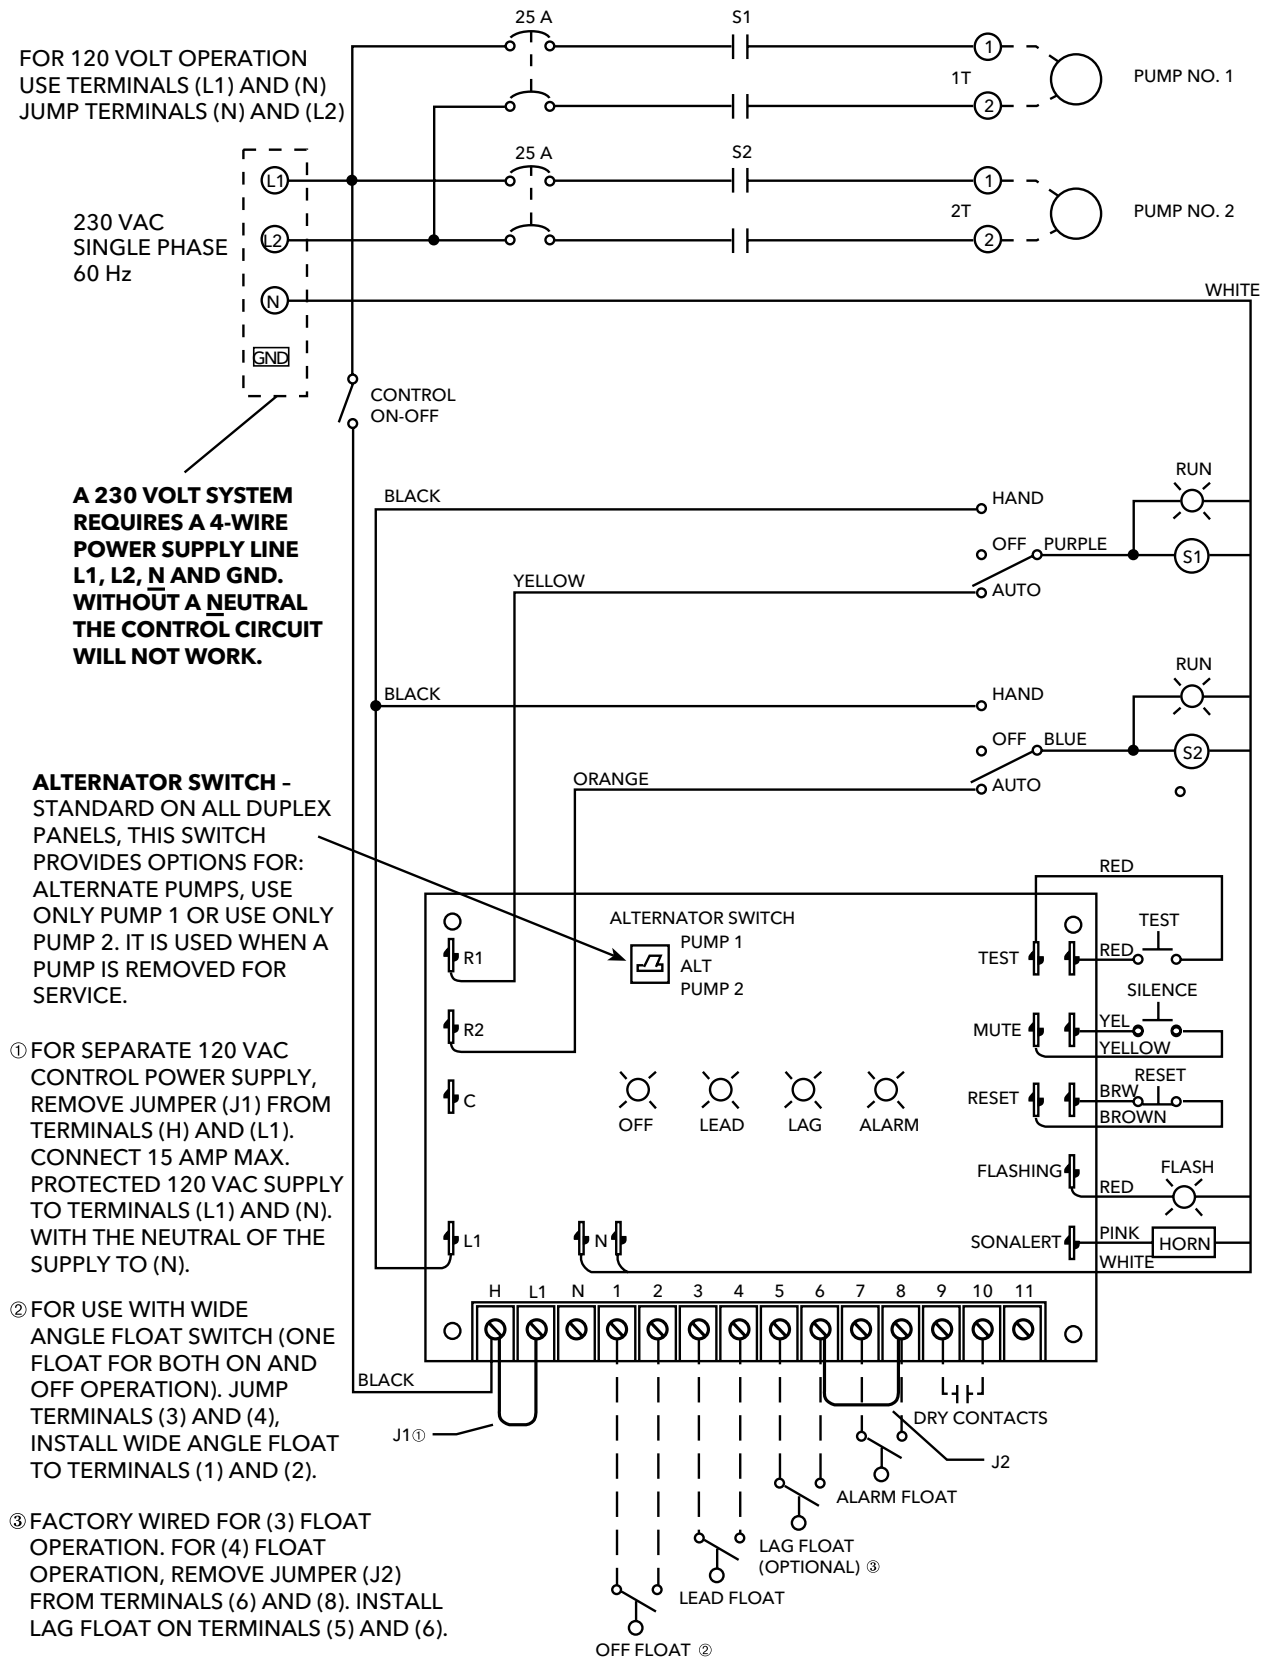 25 A
S1
FOR 120 VOLT OPERATION
USE TERMINALS (L1) AND (N)
JUMP TERMINALS (N) AND (L2)
1
1T
2
PUMP NO. 1
25 A
S2
L1
1
2T
2
PUMP NO. 2
230 VAC
SINGLE PHASE
60 Hz
L2
N
WHITE
GND
CONTROL
ON-OFF
A 230 VOLT SYSTEM
REQUIRES A 4-WIRE
POWER SUPPLY LINE
L1, L2, N AND GND.
WITHOUT A NEUTRAL
THE CONTROL CIRCUIT
WILL NOT WORK.
BLACK
HAND
RUN
OFF
PURPLE
S1
YELLOW
AUTO
BLACK
HAND
RUN
OFF
BLUE
S2
ORANGE
AUTO
ALTERNATOR SWITCH –
STANDARD ON ALL DUPLEX
PANELS, THIS SWITCH
PROVIDES OPTIONS FOR:
ALTERNATE PUMPS, USE
ONLY PUMP 1 OR USE ONLY
PUMP 2. IT IS USED WHEN A
PUMP IS REMOVED FOR
SERVICE.
RED
ALTERNATOR SWITCH
PUMP 1
ALT
PUMP 2
R1
TEST
RED
TEST
SILENCE
R2
MUTE
YEL
YELLOW
C
RESET
BRW
RESET
BROWN
OFF
LEAD
LAG
ALARM
FLASHING
RED
FLASH
L1
N
SONALERT
PINK
HORN
WHITE
① FOR SEPARATE 120 VAC
CONTROL POWER SUPPLY,
REMOVE JUMPER (J1) FROM
TERMINALS (H) AND (L1).
CONNECT 15 AMP MAX.
PROTECTED 120 VAC SUPPLY
TO TERMINALS (L1) AND (N).
WITH THE NEUTRAL OF THE
SUPPLY TO (N).
H L1 N 1 2 3 4 5 6 7 8 9 10 11
② FOR USE WITH WIDE
ANGLE FLOAT SWITCH (ONE
FLOAT FOR BOTH ON AND
OFF OPERATION). JUMP
TERMINALS (3) AND (4),
INSTALL WIDE ANGLE FLOAT
TO TERMINALS (1) AND (2).
BLACK
J1①
DRY CONTACTS
J2
ALARM FLOAT
LAG FLOAT
(OPTIONAL) ③
LEAD FLOAT
OFF FLOAT ②
③ FACTORY WIRED FOR (3) FLOAT
OPERATION. FOR (4) FLOAT
OPERATION, REMOVE JUMPER (J2)
FROM TERMINALS (6) AND (8). INSTALL
LAG FLOAT ON TERMINALS (5) AND (6).